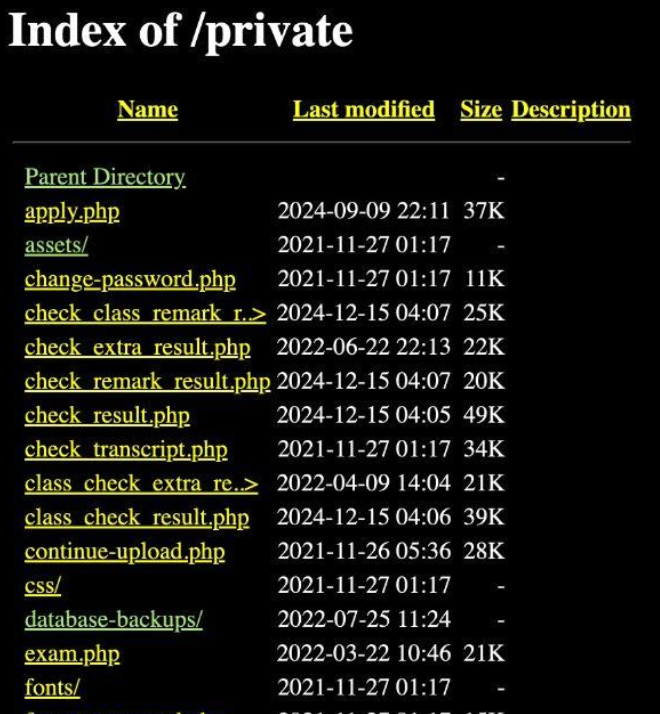 Index of /private
Name Last modified Size Description
Parent Directory -
apply.php 2024-09-09 22:11 37K
assets/ 2021-11-27 01:17 -
change-password.php 2021-11-27 01:17 11K
check_class_remark_r..> 2024-12-15 04:07 25K
check_extra_result.php 2022-06-22 22:13 22K
check_remark_result.php 2024-12-15 04:07 20K
check_result.php 2024-12-15 04:05 49K
check_transcript.php 2021-11-27 01:17 34K
class_check_extra_re..> 2022-04-09 14:04 21K
class_check_result.php 2024-12-15 04:06 39K
continue-upload.php 2021-11-26 05:36 28K
css/ 2021-11-27 01:17 -
database-backups/ 2022-07-25 11:24 -
exam.php 2022-03-22 10:46 21K
fonts/ 2021-11-27 01:17 -